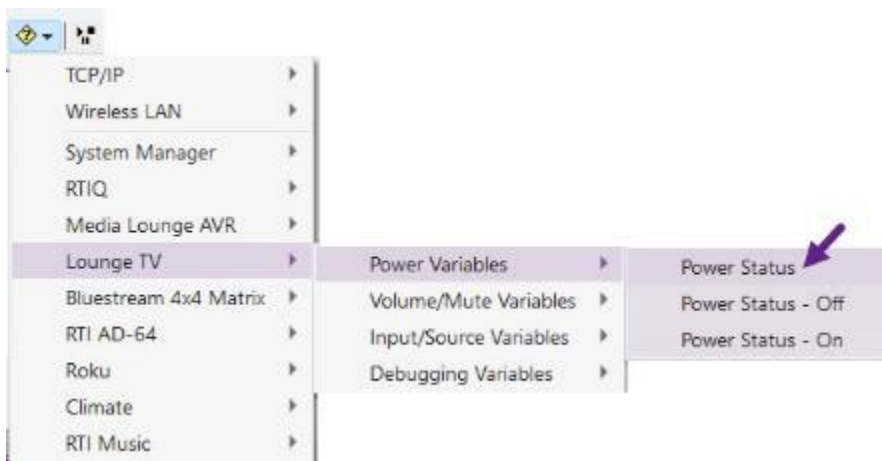 TCP/IP
Wireless LAN
System Manager
RTIQ
Media Lounge AVR
Lounge TV
Bluestream 4x4 Matrix
RTI AD-64
Roku
Climate
RTI Music
Power Variables
Volume/Mute Variables
Input/Source Variables
Debugging Variables
Power Status
Power Status - Off
Power Status - On